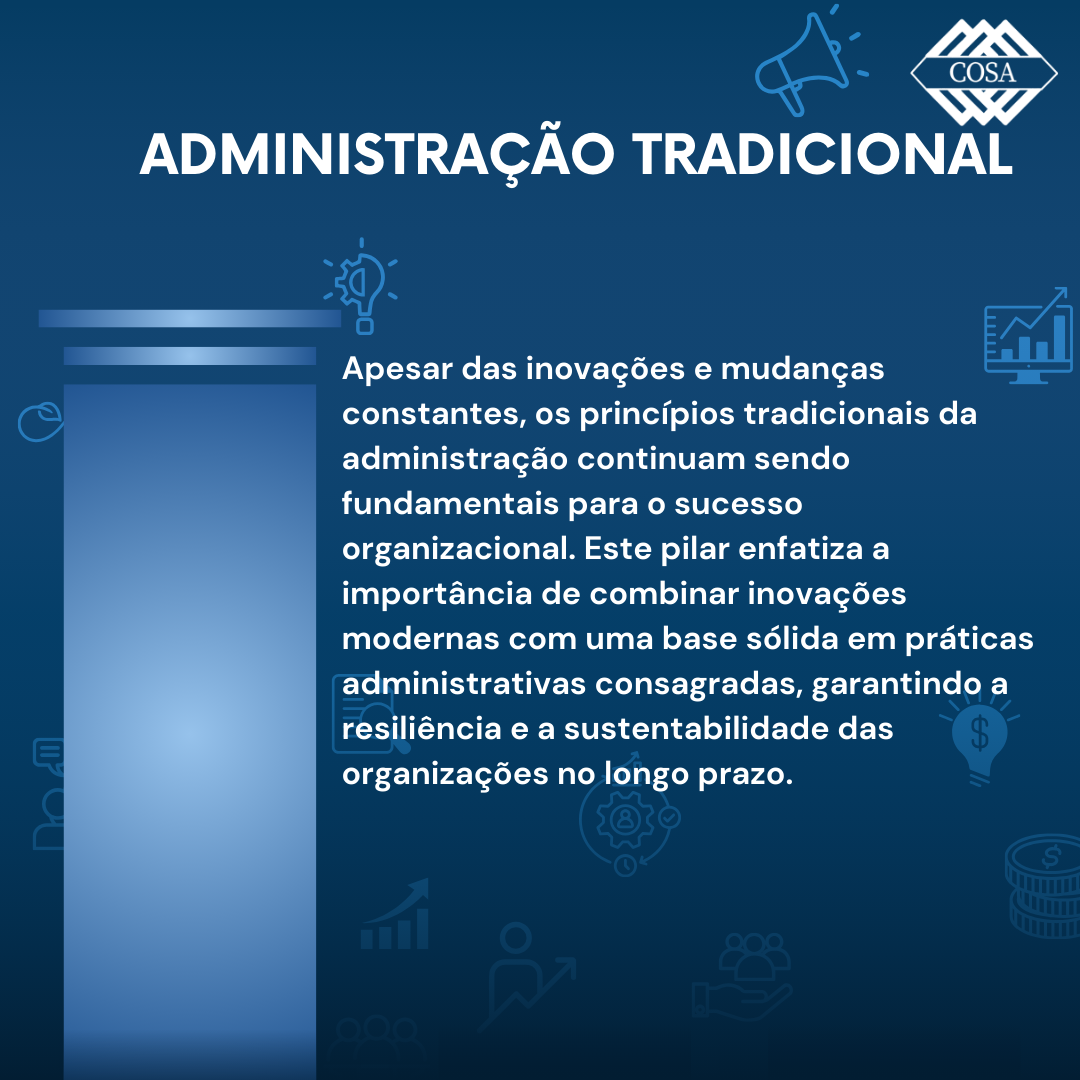 COSA
ADMINISTRAÇÃO TRADICIONAL
Apesar das inovações e mudanças
constantes, os princípios tradicionais da
administração continuam sendo
fundamentais para o sucesso
organizacional. Este pilar enfatiza a
importância de combinar inovações
modernas com uma base sólida em práticas
administrativas consagradas, garantindo a
resiliência e a sustentabilidade das
organizações no longo prazo.